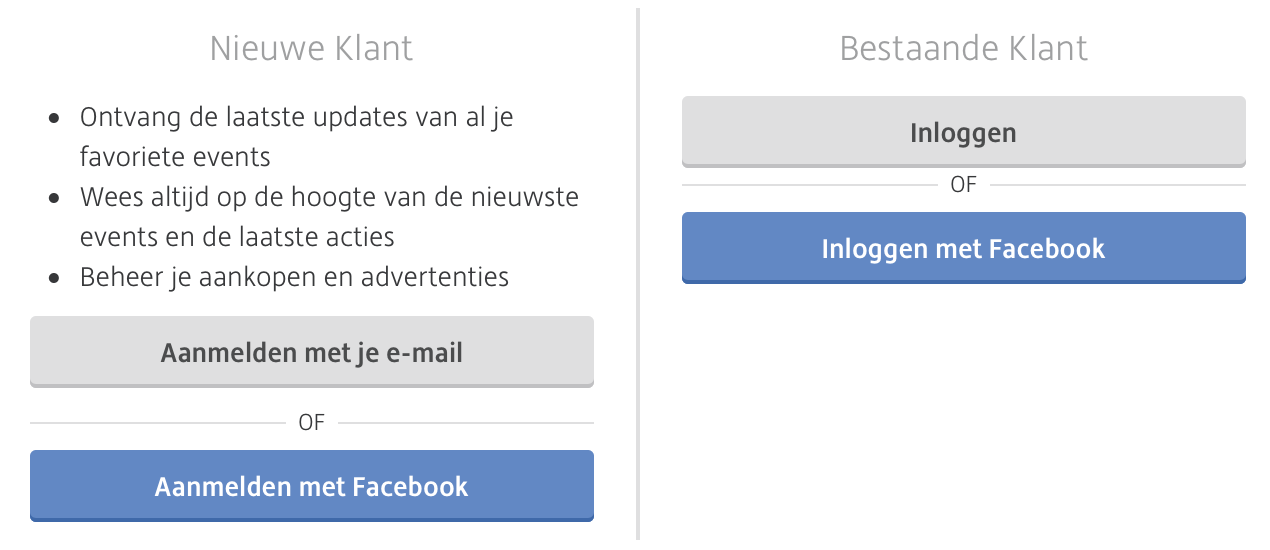 Nieuwe Klant
Ontvang de laatste updates van al je
favoriete events
Wees altijd op de hoogte van de nieuwste
events en de laatste acties
Beheer je aankopen en advertenties
Aanmelden met je e-mail
OF
Aanmelden met Facebook
Bestaande Klant
Inloggen
OF
Inloggen met Facebook